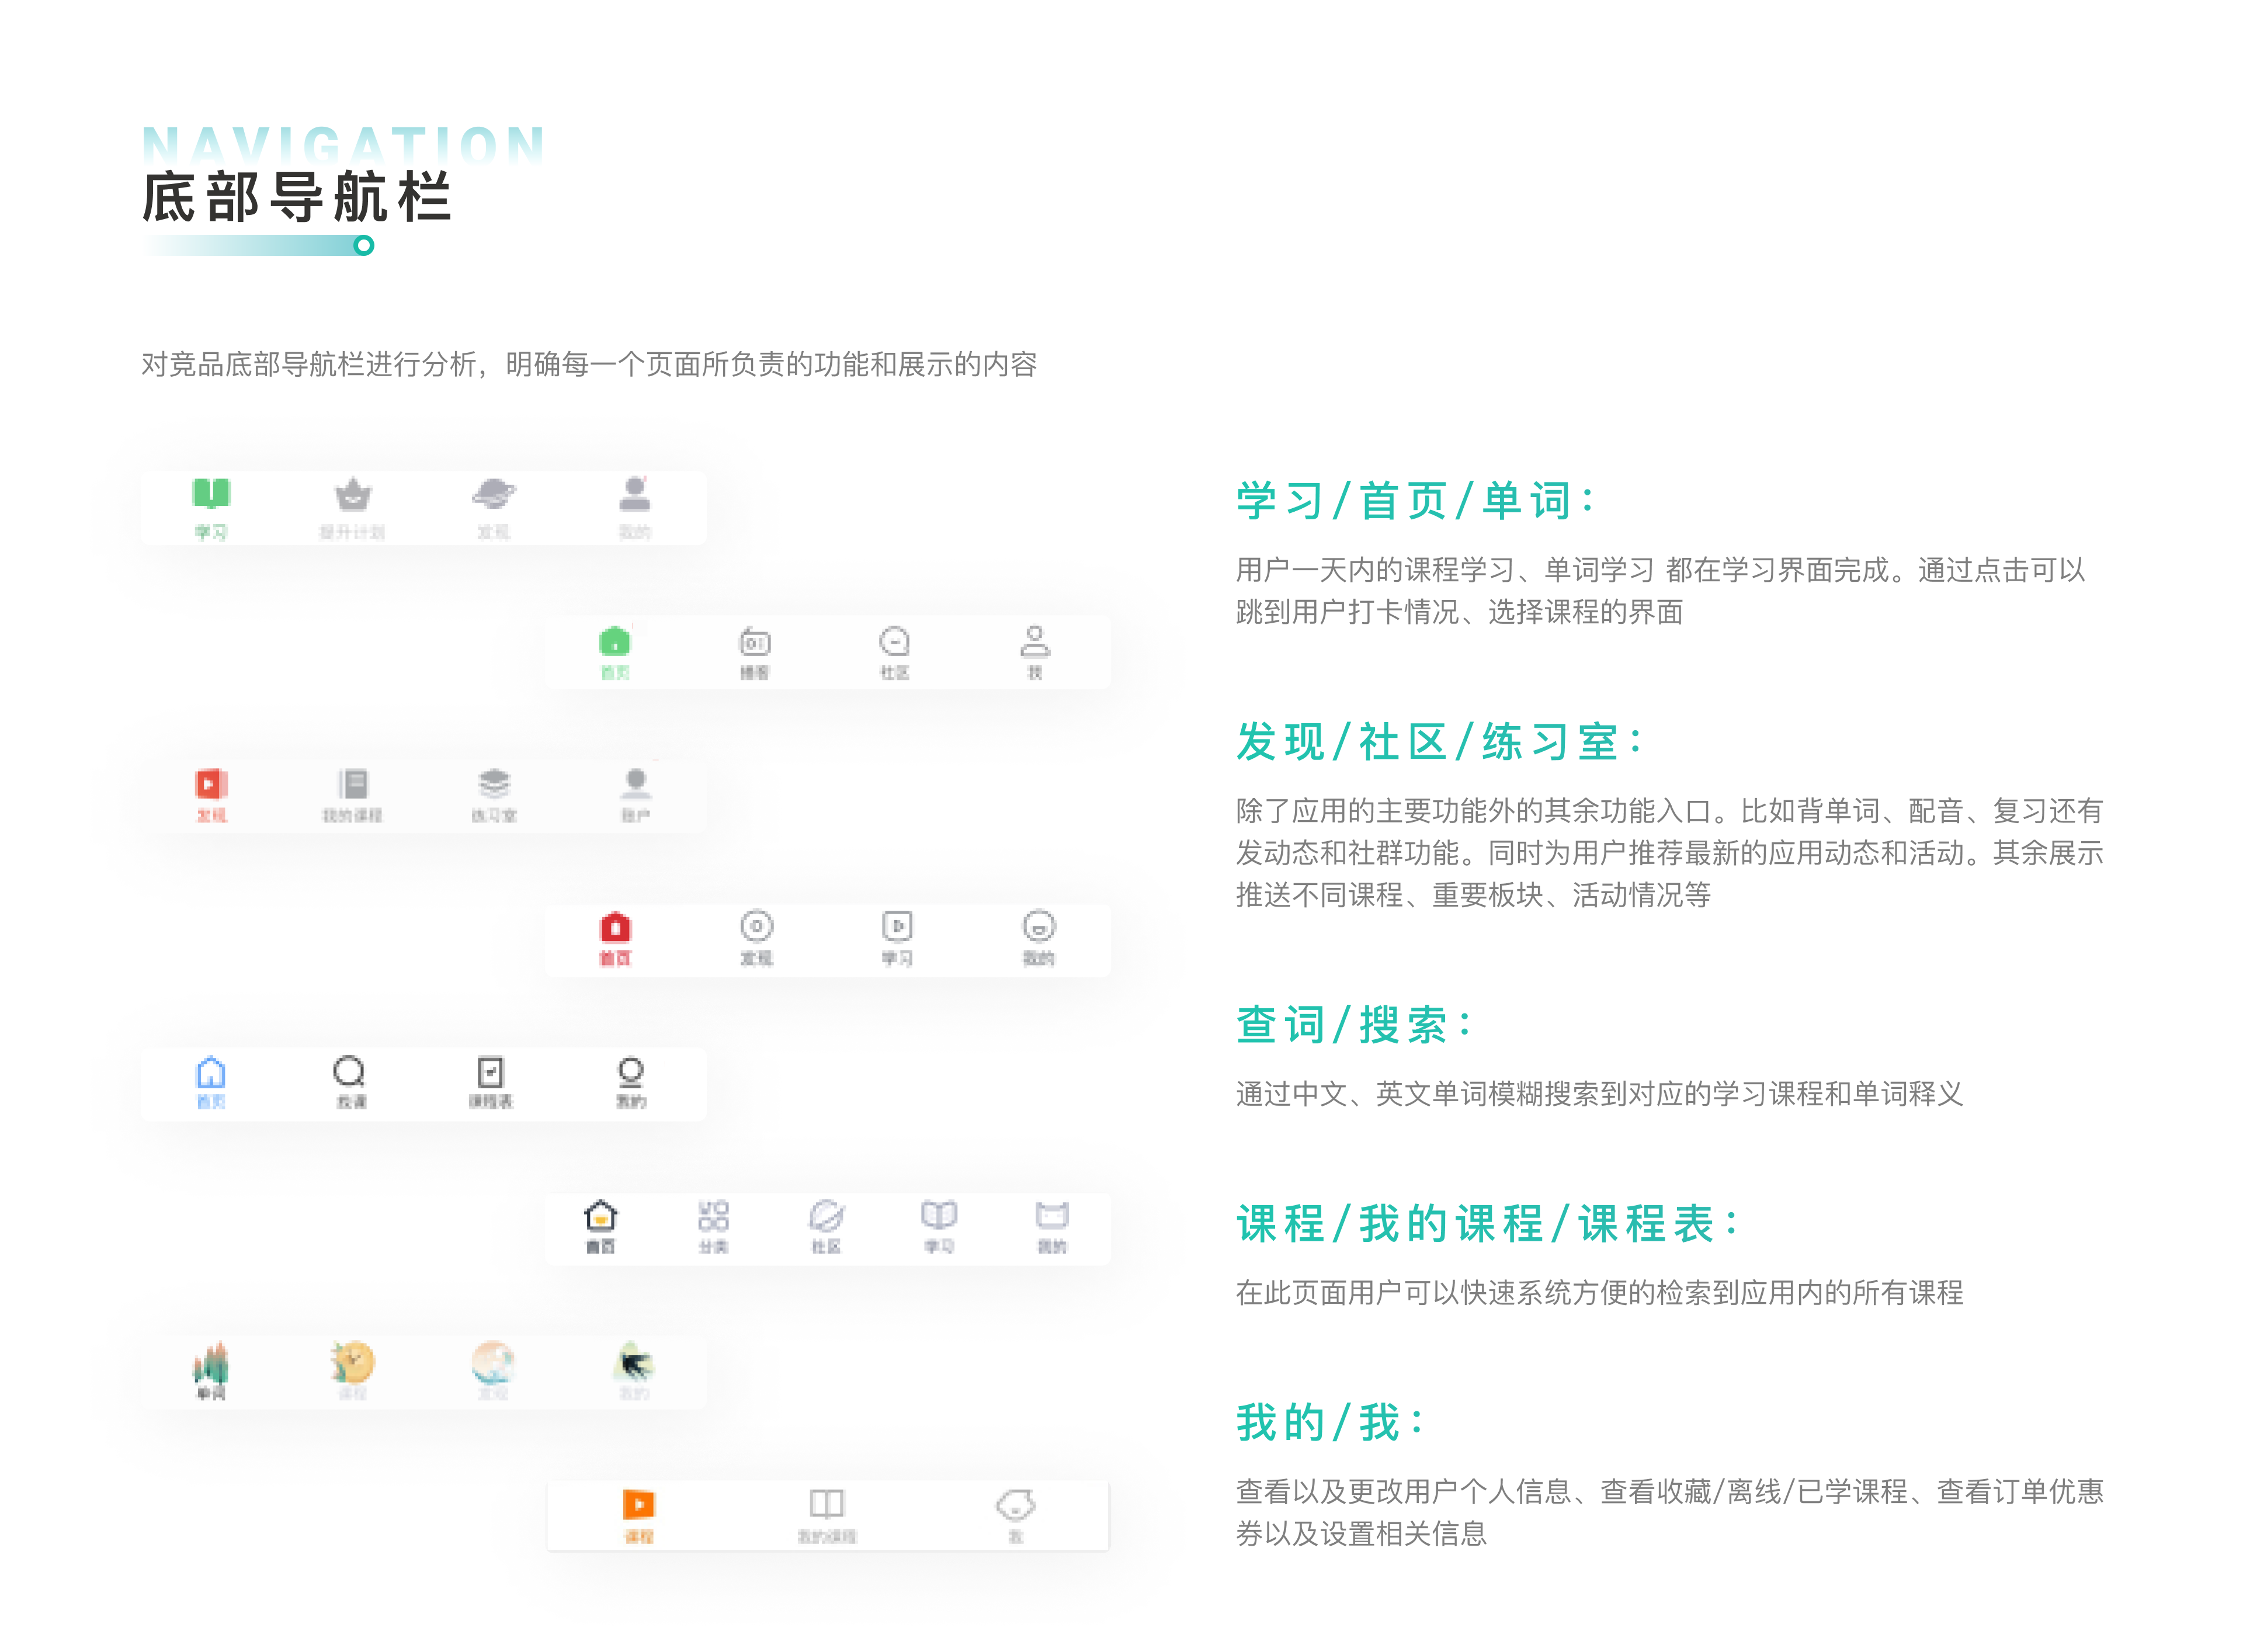 NAVIGATION
底部导航栏
对竞品底部导航栏进行分析，明确每一个页面所负责的功能和展示的内容
学习 提升计划 发现 我的
首页 播客 社区 我
发现 我的课程 练习室 账户
首页 发现 学习 我的
首页 课程表 我的
首页 分类 社区 学习 我的
单词 课程 发现 我的
课程 我的课程 我
学习/首页/单词：
用户一天内的课程学习、单词学习 都在学习界面完成。通过点击可以
跳到用户打卡情况、选择课程的界面
发现/社区/练习室：
除了应用的主要功能外的其余功能入口。比如背单词、配音、复习还有
发动态和社群功能。同时为用户推荐最新的应用动态和活动。其余展示
推送不同课程、重要板块、活动情况等
查词/搜索：
通过中文、英文单词模糊搜索到对应的学习课程和单词释义
课程/我的课程/课程表：
在此页面用户可以快速系统方便的检索到应用内的所有课程
我的/我：
查看以及更改用户个人信息、查看收藏/离线/已学课程、查看订单优惠
券以及设置相关信息